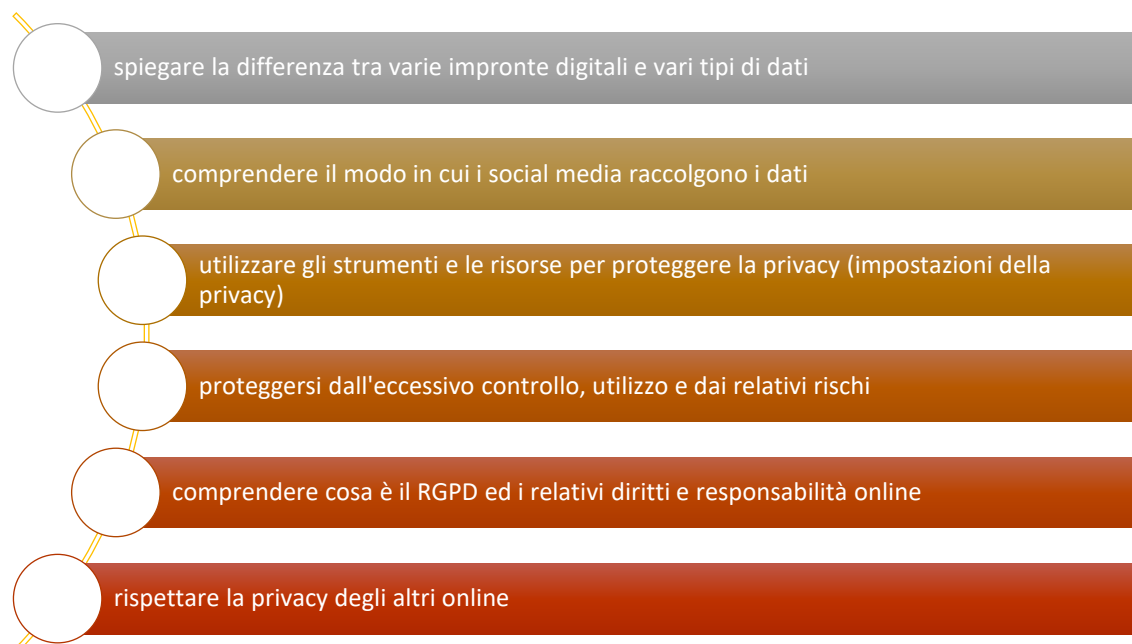 spiegare la differenza tra varie impronte digitali e vari tipi di dati
comprendere il modo in cui i social media raccolgono i dati
utilizzare gli strumenti e le risorse per proteggere la privacy (impostazioni della
privacy)
proteggersi dall'eccessivo controllo, utilizzo e dai relativi rischi
comprendere cosa è il RGPD ed i relativi diritti e responsabilità online
rispettare la privacy degli altri online